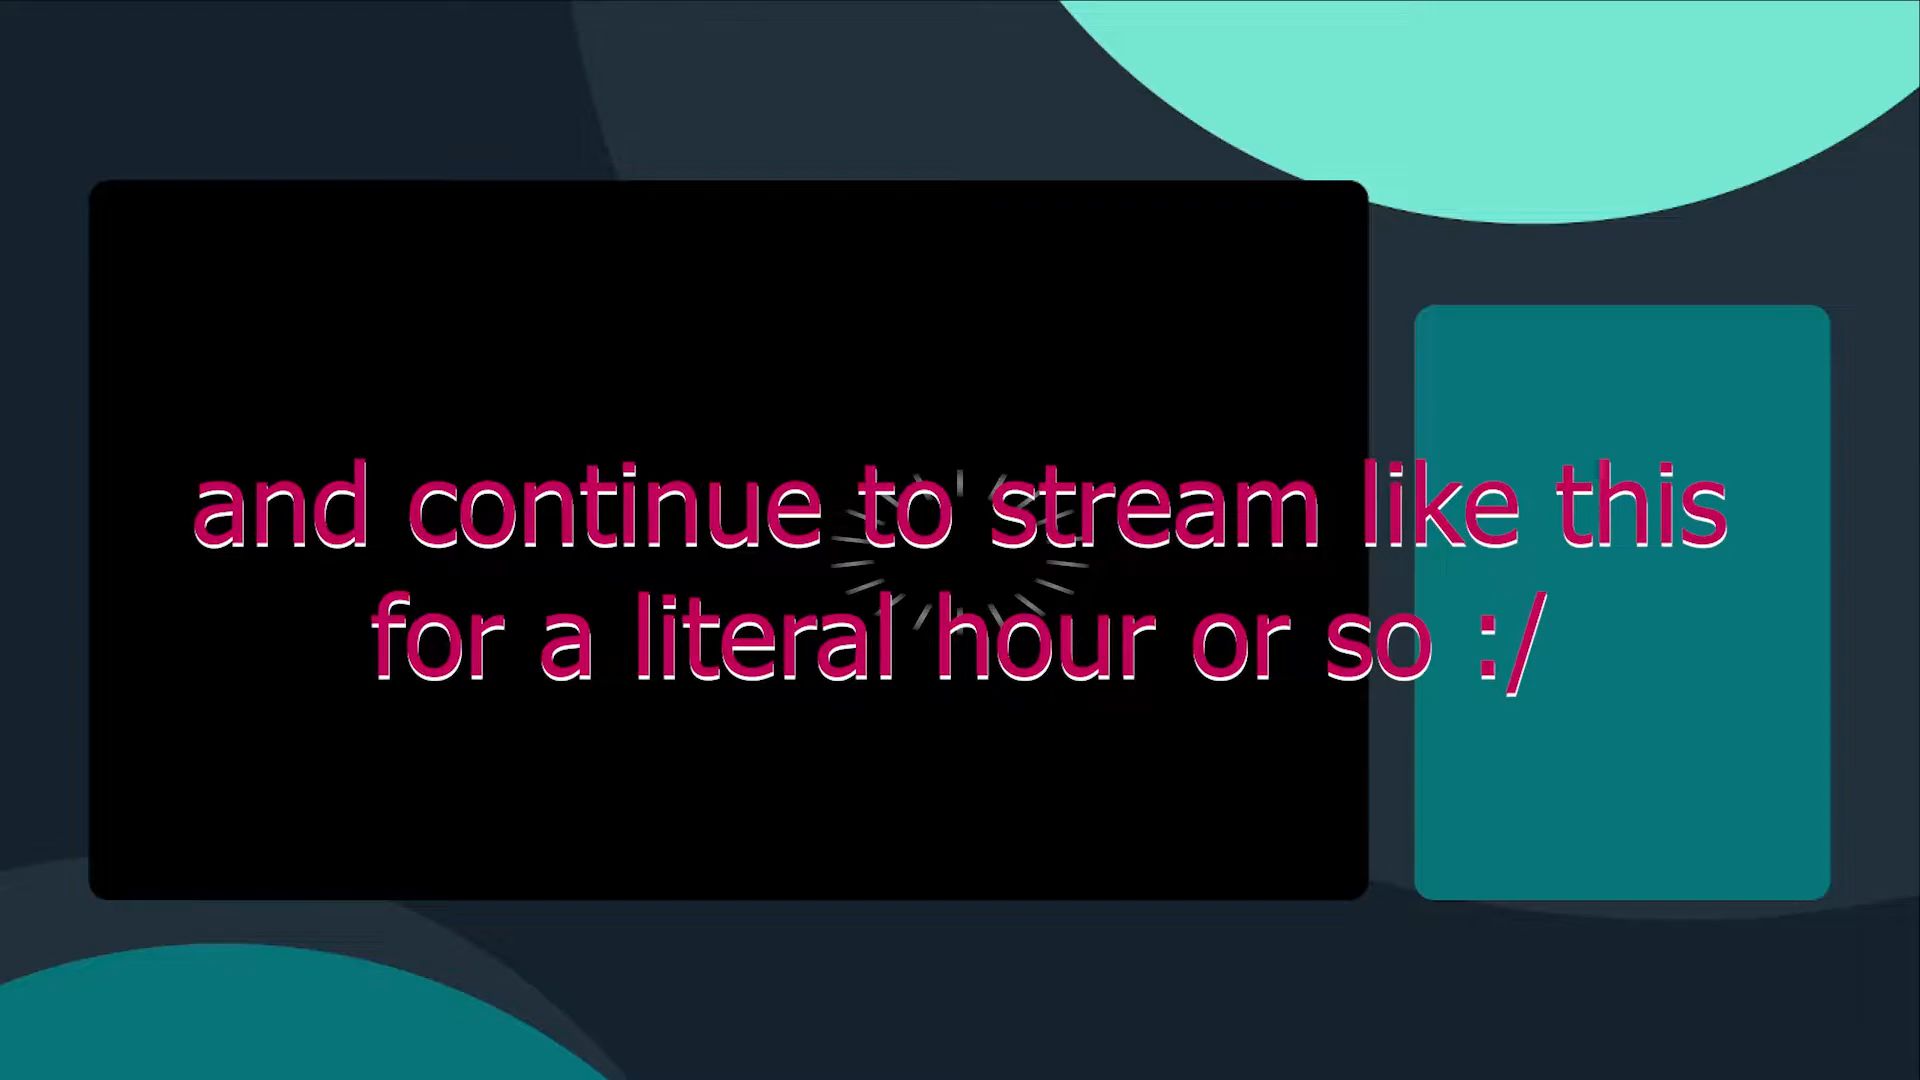 and continue to stream like this
for a literal hour or so :/